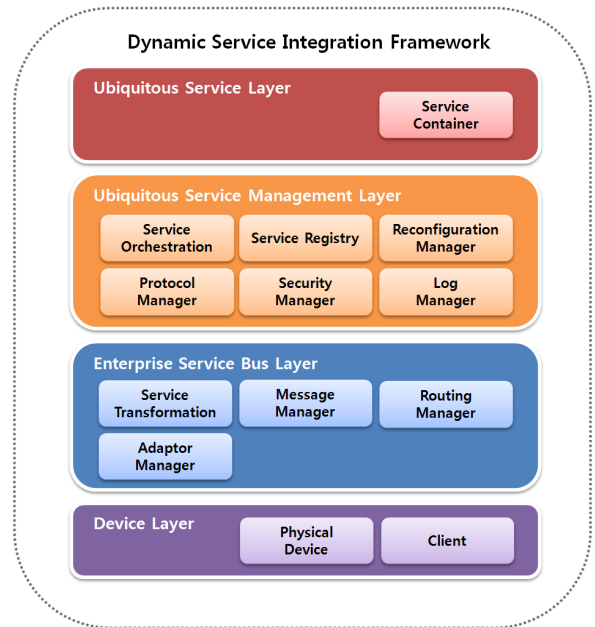 Dynamic Service Integration Framework
Ubiquitous Service Layer
Service
Container
Ubiquitous Service Management Layer
Service
Orchestration
Service Registry
Reconfiguration
Manager
Protocol
Manager
Security
Manager
Log
Manager
Enterprise Service Bus Layer
Service
Transformation
Message
Manager
Routing
Manager
Adaptor
Manager
Device Layer
Physical
Device
Client